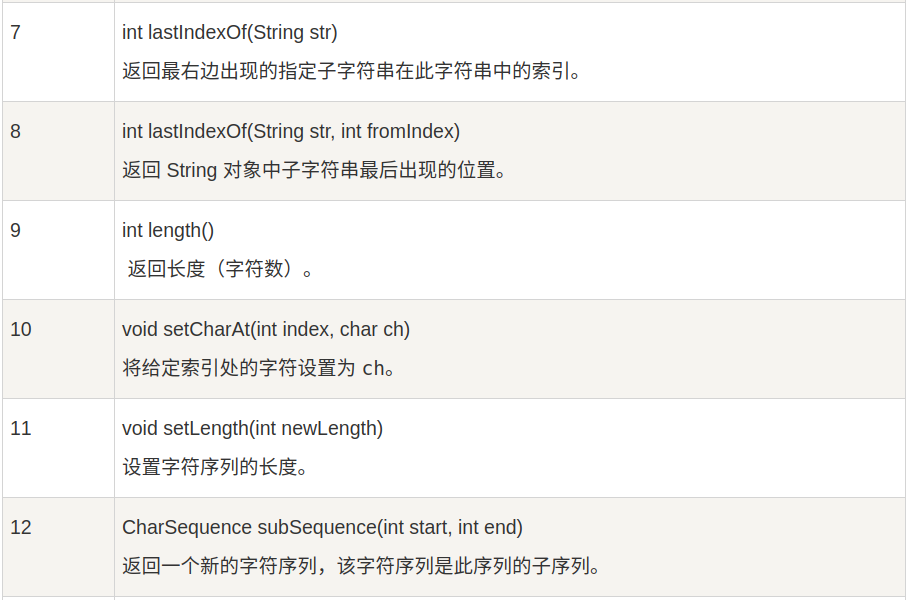 7
int lastIndexOf(String str)
返回最右边出现的指定子字符串在此字符串中的索引。
8
int lastIndexOf(String str, int fromIndex)
返回 String 对象中子字符串最后出现的位置。
9
int length()
返回长度（字符数）。
10
void setCharAt(int index, char ch)
将给定索引处的字符设置为 ch。
11
void setLength(int newLength)
设置字符序列的长度。
12
CharSequence subSequence(int start, int end)
返回一个新的字符序列，该字符序列是此序列的子序列。